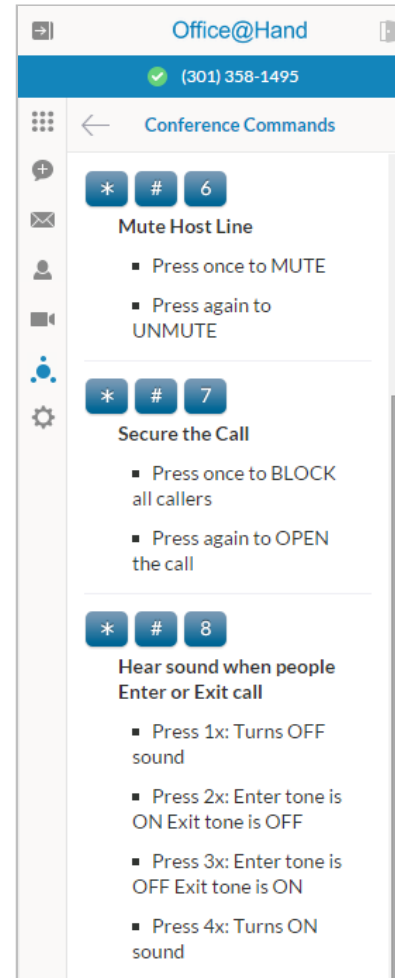 Office@Hand
(301) 358-1495
Conference Commands
* # 6
Mute Host Line
▪ Press once to MUTE
▪ Press again to
UNMUTE
* # 7
Secure the Call
▪ Press once to BLOCK
all callers
▪ Press again to OPEN
the call
* # 8
Hear sound when people
Enter or Exit call
▪ Press 1x: Turns OFF
sound
▪ Press 2x: Enter tone is
ON Exit tone is OFF
▪ Press 3x: Enter tone is
OFF Exit tone is ON
▪ Press 4x: Turns ON
sound